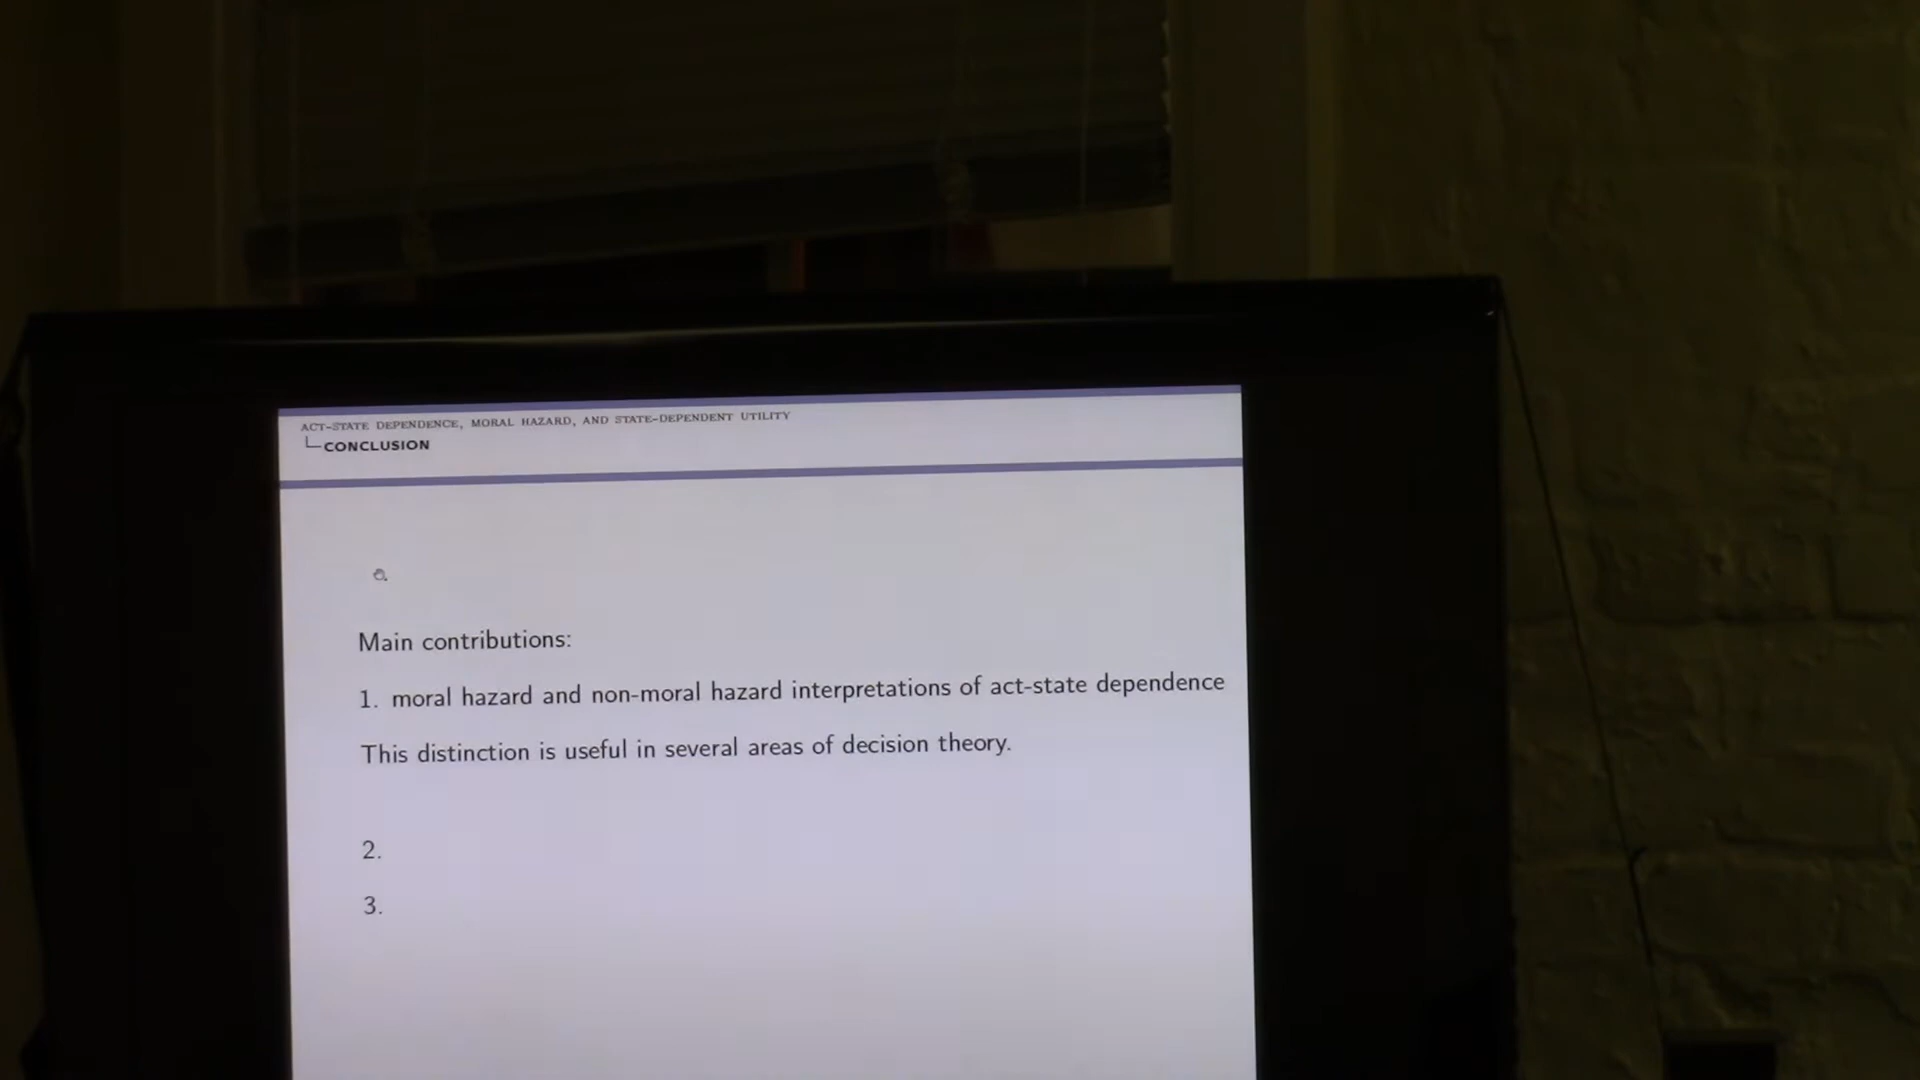 ACT-STATE DEPENDENCE, MORAL HAZARD, AND STATE-DEPENDENT UTILITY
CONCLUSION
Main contributions:
1. moral hazard and non-moral hazard interpretations of act-state dependence
This distinction is useful in several areas of decision theory.
2.
3.